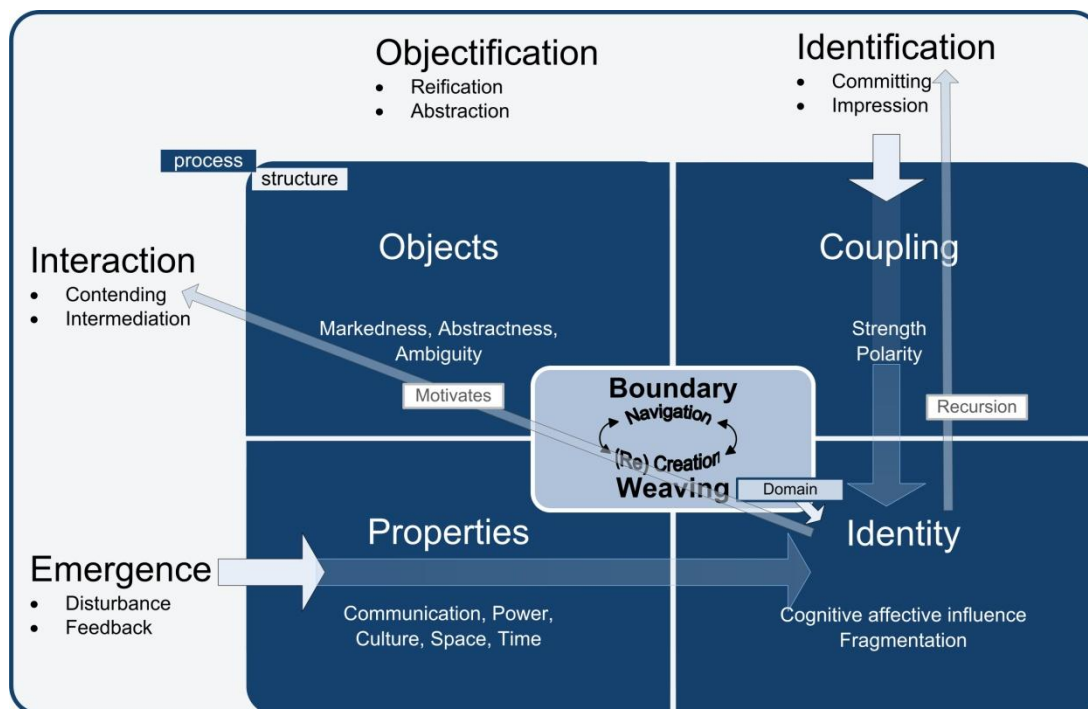 Objectification
• Reification
• Abstraction
Identification
• Committing
• Impression
process
structure
Objects
Coupling
Interaction
• Contending
• Intermediation
Markedness, Abstractness,
Ambiguity
Strength
Polarity
Motivates
Boundary
Navigation
(Re) Creation
Weaving
Recursion
Domain
Properties
Identity
Emergence
• Disturbance
• Feedback
Communication, Power,
Culture, Space, Time
Cognitive affective influence
Fragmentation